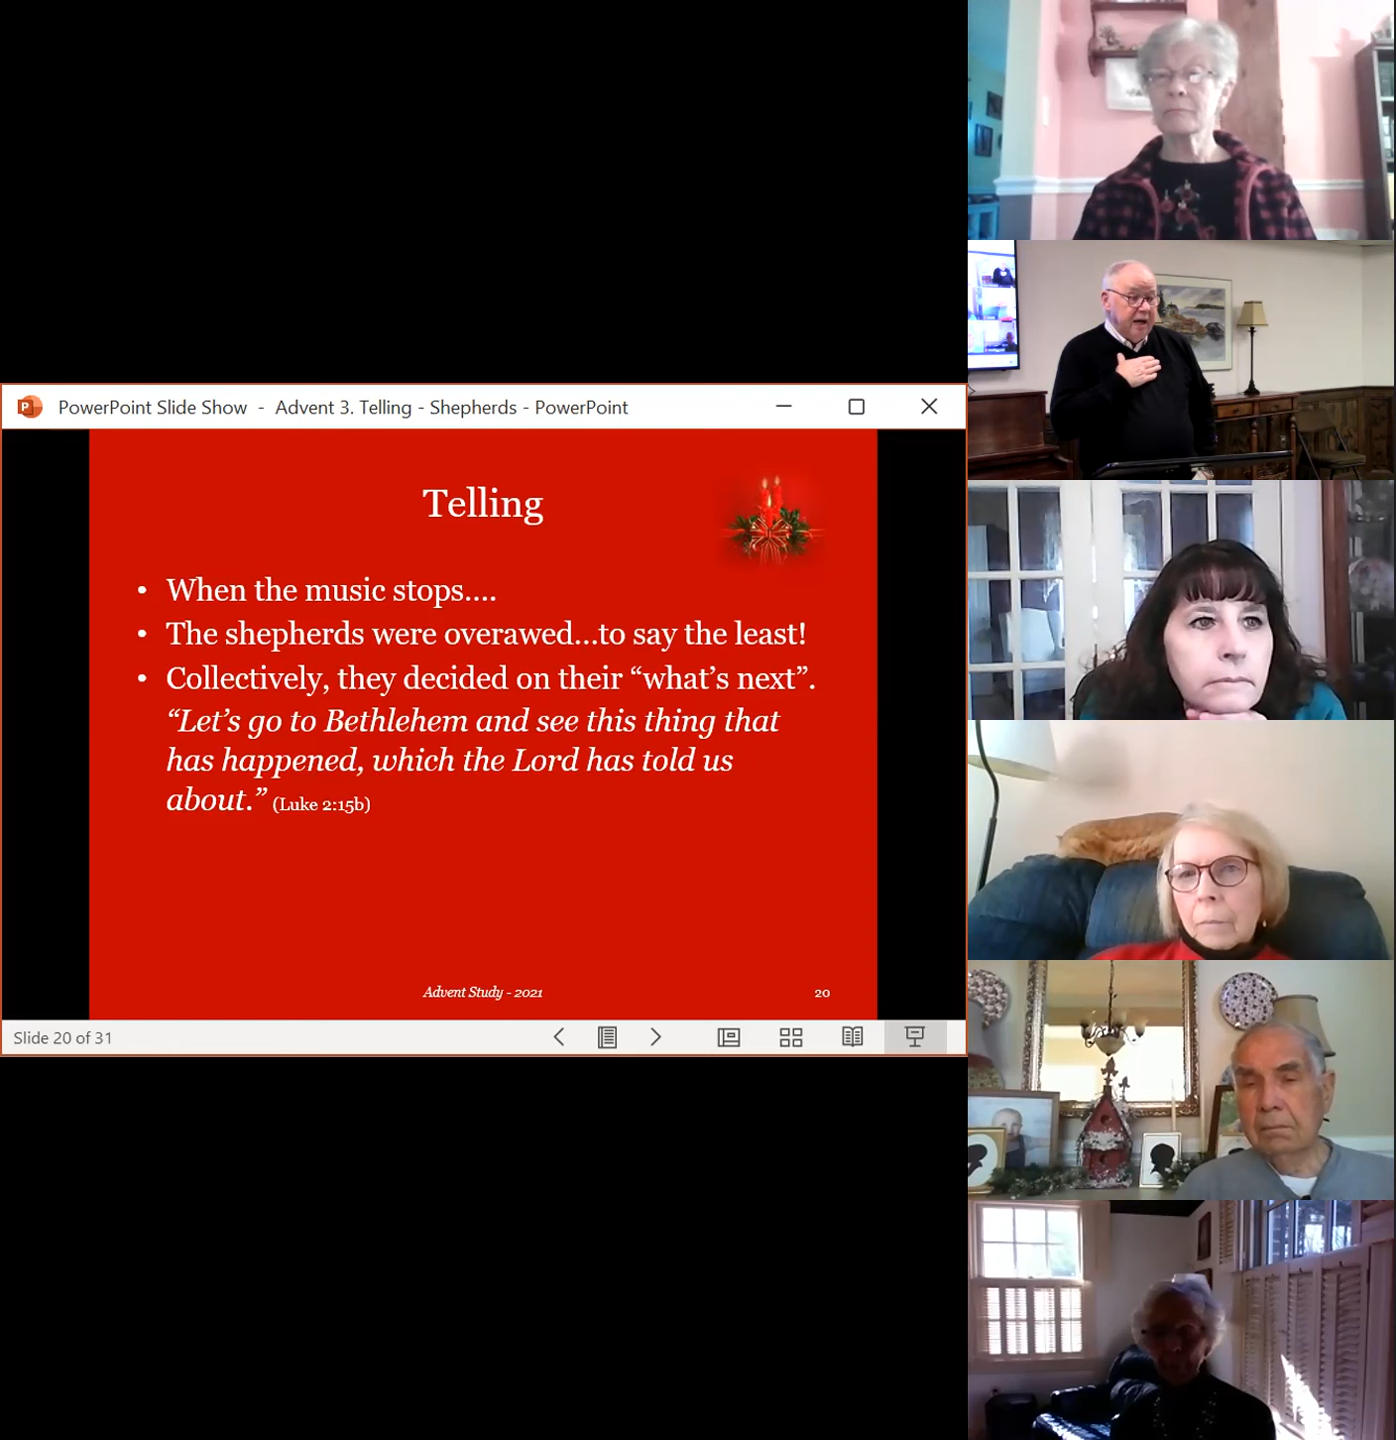 PowerPoint Slide Show - Advent 3. Telling - Shepherds - PowerPoint
Telling
• When the music stops....
• The shepherds were overawed...to say the least!
• Collectively, they decided on their “what’s next”.
“Let’s go to Bethlehem and see this thing that
has happened, which the Lord has told us
about.” (Luke 2:15b)
Advent Study - 2021
20
Slide 20 of 31